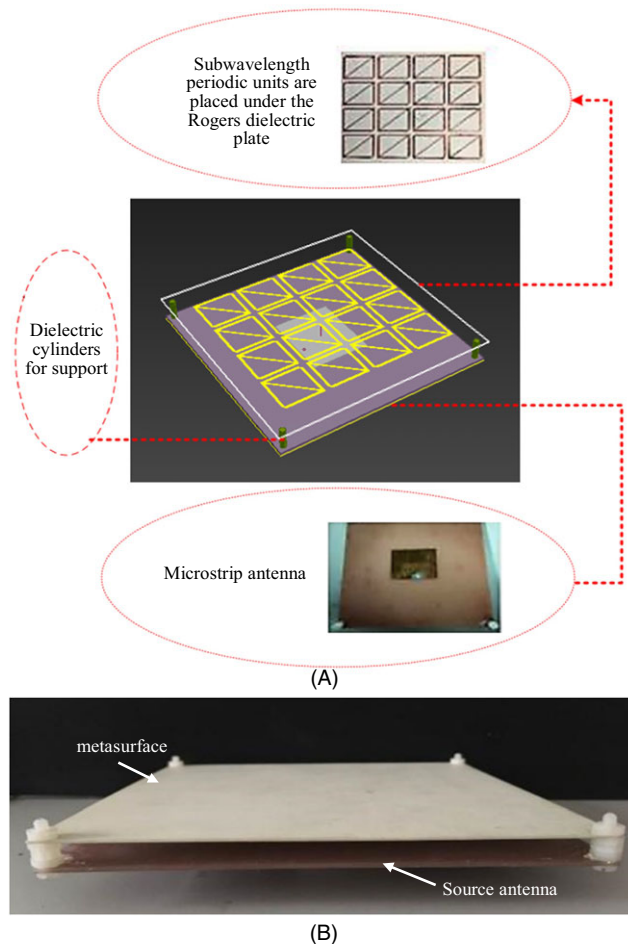 Subwavelength
periodic units are
placed under the
Rogers dielectric
plate
Dielectric
cylinders
for support
Microstrip antenna
(A)
metasurface
Source antenna
(B)